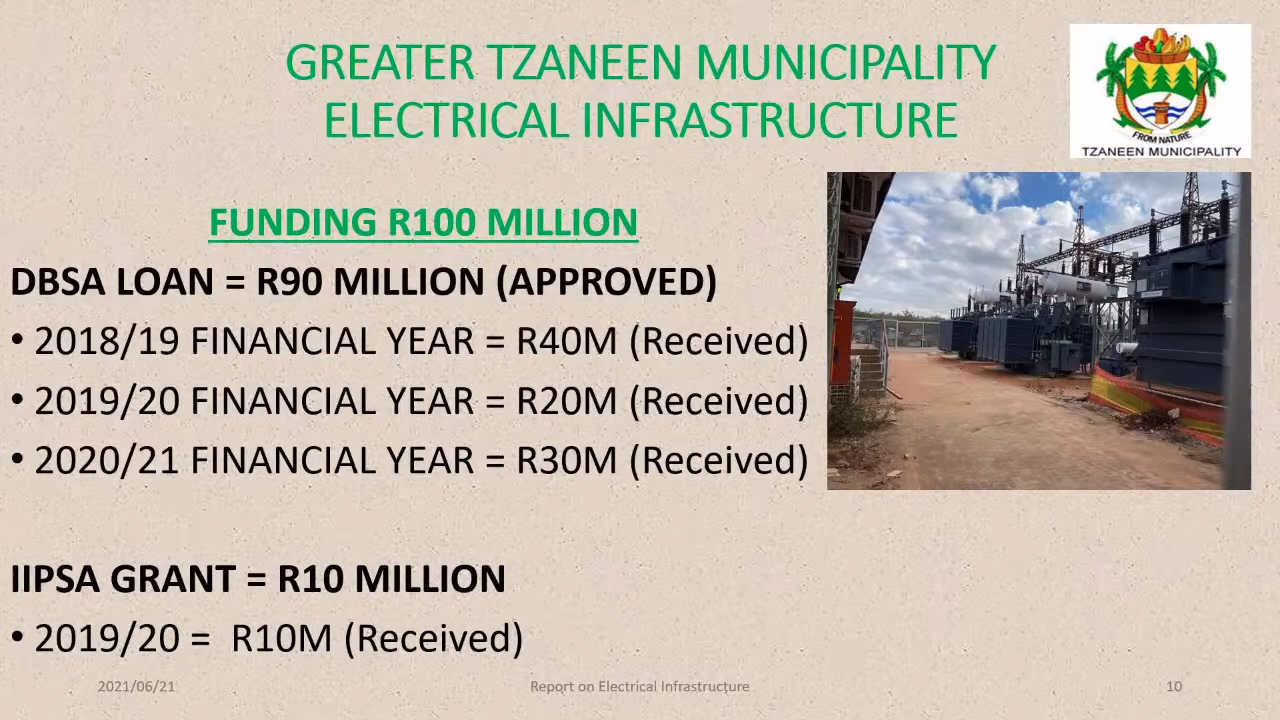 GREATER TZANEEN MUNICIPALITY
ELECTRICAL INFRASTRUCTURE
FROM NATURE
TZANEEN MUNICIPALITY
FUNDING R100 MILLION
DBSA LOAN = R90 MILLION (APPROVED)
• 2018/19 FINANCIAL YEAR = R40M (Received)
• 2019/20 FINANCIAL YEAR = R20M (Received)
• 2020/21 FINANCIAL YEAR = R30M (Received)
IIPSA GRANT = R10 MILLION
• 2019/20 = R10M (Received)
2021/06/21
Report on Electrical Infrastructure
10